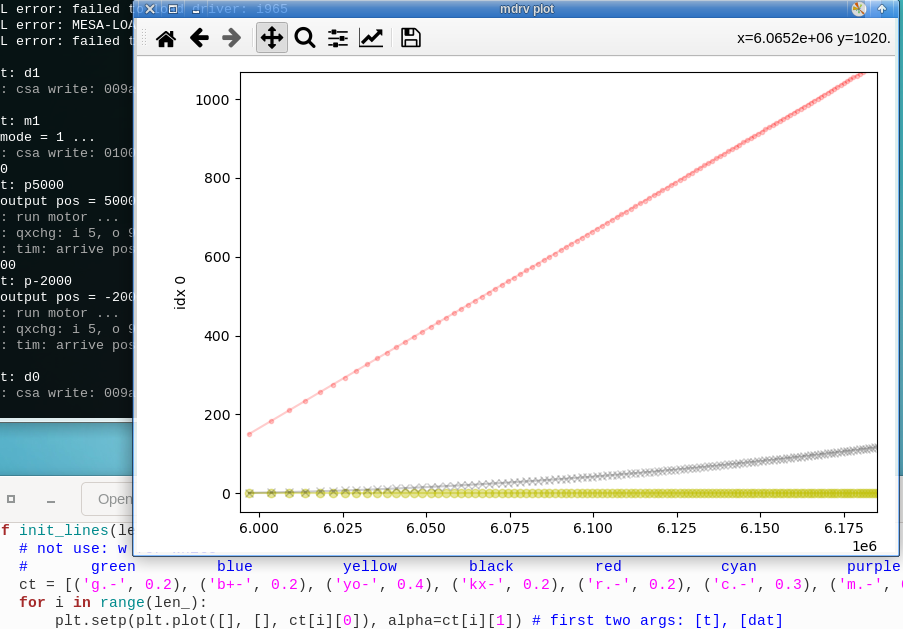 L error: failed to load driver: i965
L error: MESA-LOA
L error: failed t
t: d1
: csa write: 009a
t: m1
mode = 1 ...
: csa write: 0100
0
t: p5000
output pos = 5000
: run motor ...
: qxchg: i 5, o 9
: tim: arrive pos
00
t: p-2000
output pos = -200
: run motor ...
: qxchg: i 5, o 9
: tim: arrive pos
t: d0
: csa write: 009a
mdrv plot
x=6.0652e+06 y=1020.
1000
800
600
400
200
0
idx 0
6.000 6.025 6.050 6.075 6.100 6.125 6.150 6.175
1e6
Open
f init_lines(le
# not use: w
# green blue yellow black red cyan purple
ct = [('g.-', 0.2), ('b+-', 0.2), ('yo-', 0.4), ('kx-', 0.2), ('r.-', 0.2), ('c.-', 0.3), ('m.-',
for i in range(len_):
plt.setp(plt.plot([], [], ct[i][0]), alpha=ct[i][1]) # first two args: [t], [dat]